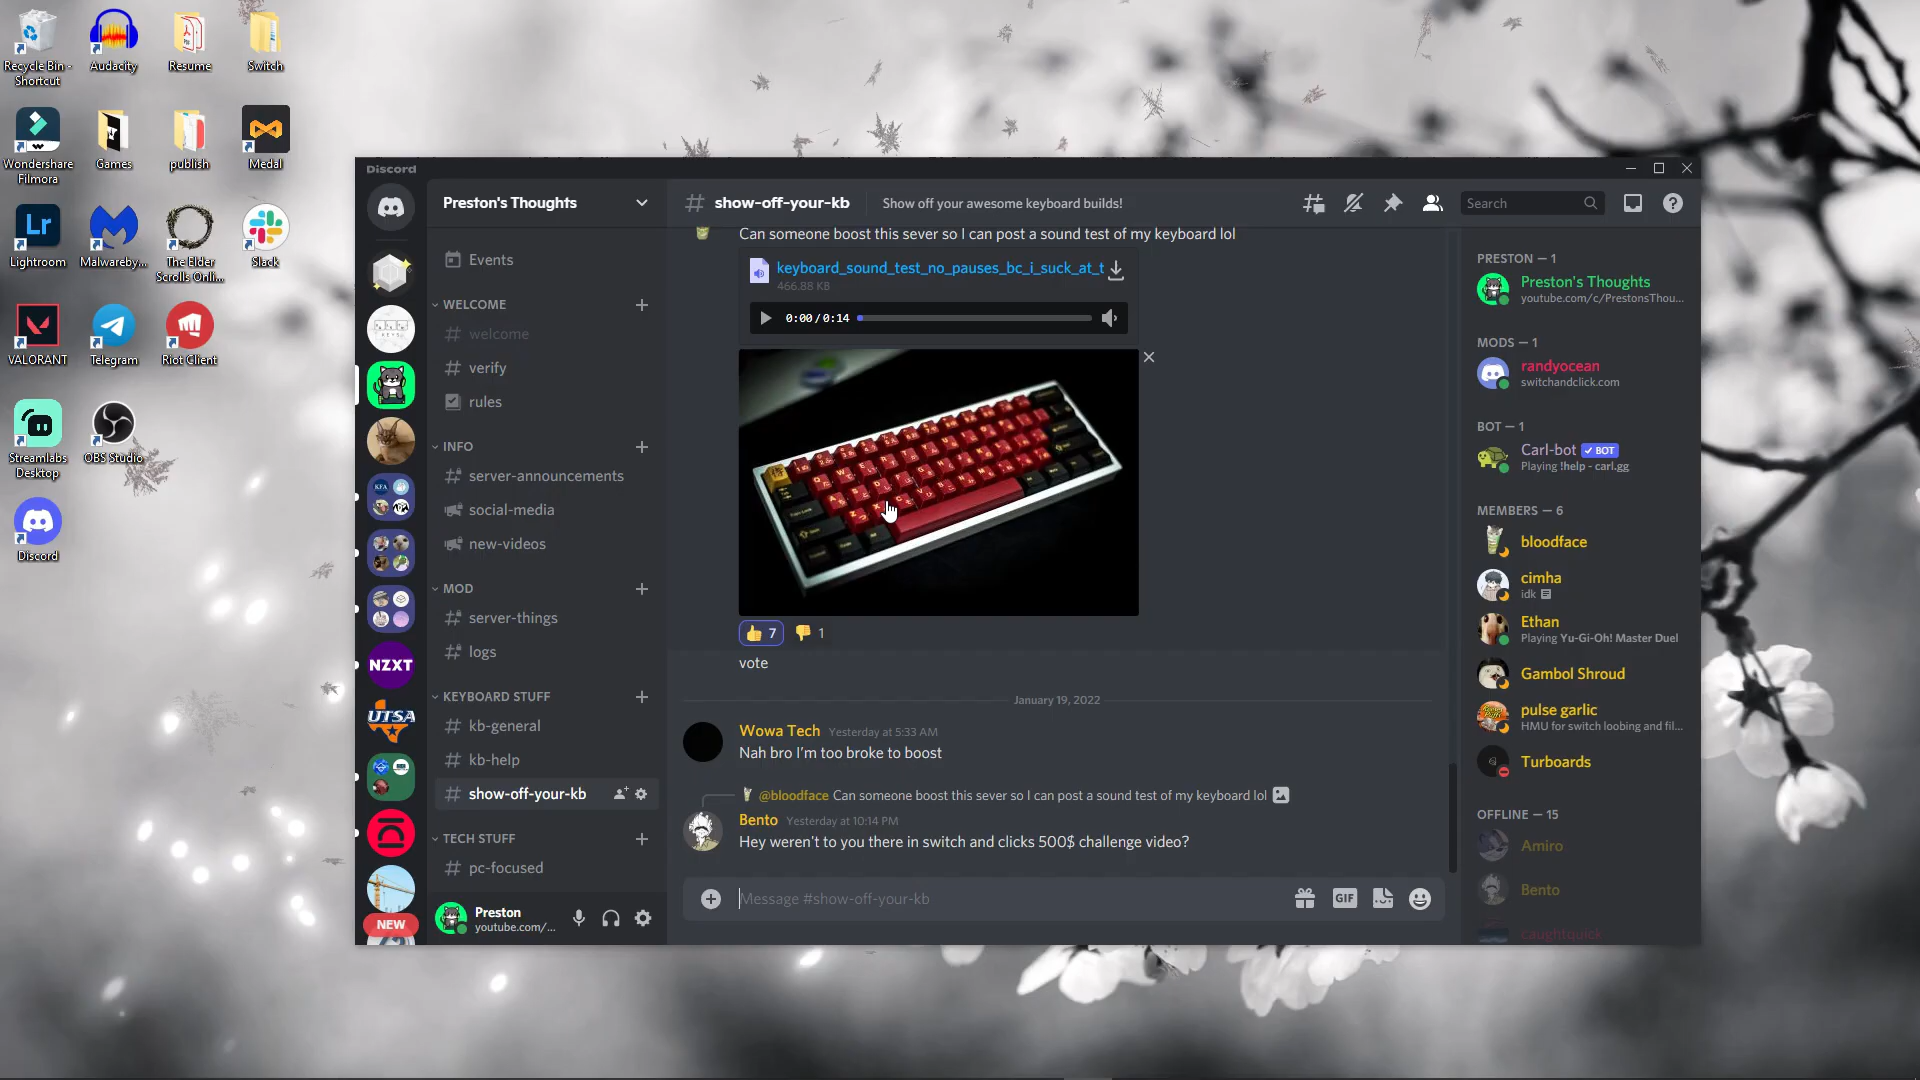 Recycle Bin -
Shortcut
Audacity
Resume
Switch
Wondershare
Filmora
Games
publish
Medal
Lr
Lightroom
Malwareby...
The Elder
Scrolls Onli...
Slack
VALORANT
Telegram
Riot Client
Streamlabs
Desktop
OBS Studio
Discord
Discord
NZXT
UTSA
NEW
Preston's Thoughts
Events
WELCOME
welcome
verify
rules
INFO
server-announcements
social-media
new-videos
MOD
server-things
logs
KEYBOARD STUFF
kb-general
kb-help
show-off-your-kb
TECH STUFF
pc-focused
Preston
youtube.com/...
show-off-your-kb
Show off your awesome keyboard builds!
Search
Can someone boost this sever so I can post a sound test of my keyboard lol
keyboard_sound_test_no_pauses_bc_i_suck_at_t
466.88 KB
0:00 / 0:14
7
1
vote
January 19, 2022
Wowa Tech Yesterday at 5:33 AM
Nah bro I'm too broke to boost
@bloodface Can someone boost this sever so I can post a sound test of my keyboard lol
Bento Yesterday at 10:14 PM
Hey weren't to you there in switch and clicks 500$ challenge video?
Message #show-off-your-kb
GIF
PRESTON — 1
Preston's Thoughts
youtube.com/c/PrestonsThou...
MODS — 1
randyocean
switchandclick.com
BOT — 1
Carl-bot ✓ BOT
Playing !help - carl.gg
MEMBERS — 6
bloodface
cimha
idk
Ethan
Playing Yu-Gi-Oh! Master Duel
Gambol Shroud
pulse garlic
HMU for switch loobing and fil...
Turboards
OFFLINE — 15
Amiro
Bento
caughtquick